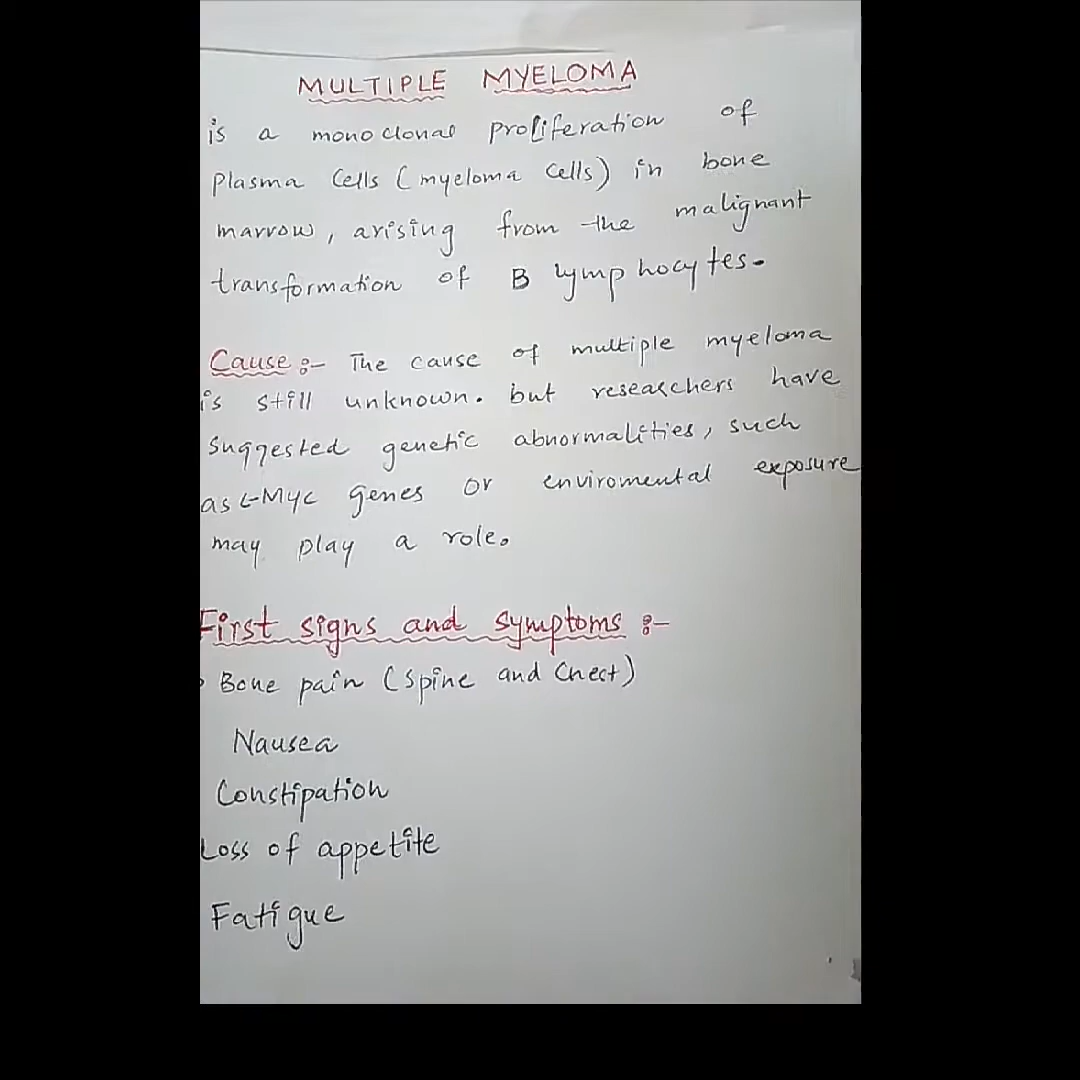 MULTIPLE MYELOMA
is a monoclonal proliferation of
plasma cells (myeloma cells) in bone
marrow, arising from the malignant
transformation of B lymphocytes.
Cause :- The cause of multiple myeloma
is still unknown. but researchers have
suggested genetic abnormalities, such
as c-Myc genes or enviromental exposure
may play a role.
First signs and symptoms :-
Bone pain (Spine and Chest)
Nausea
Constipation
Loss of appetite
Fatigue